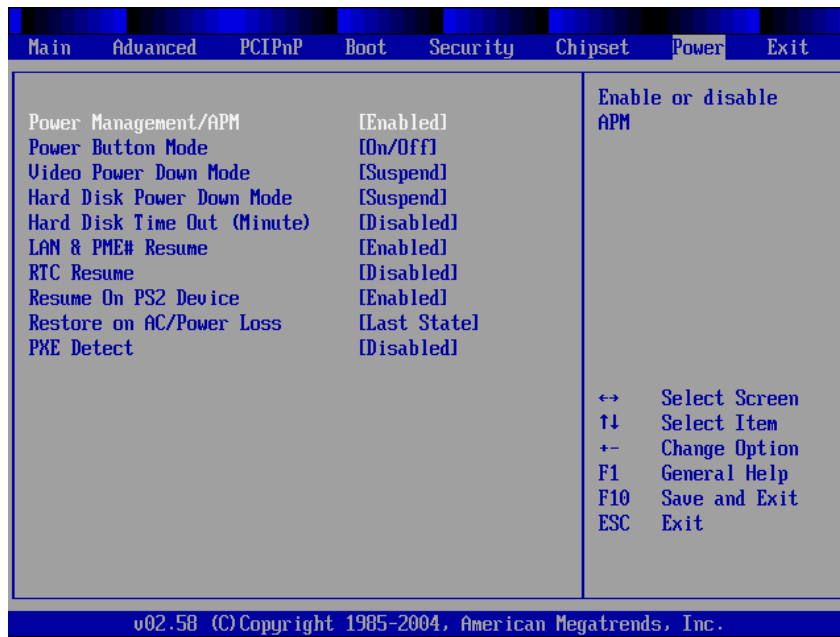 Main Advanced PCIPnP Boot Security Chipset Power Exit
Power Management/APM [Enabled]
Power Button Mode [On/Off]
Video Power Down Mode [Suspend]
Hard Disk Power Down Mode [Suspend]
Hard Disk Time Out (Minute) [Disabled]
LAN & PME# Resume [Enabled]
RTC Resume [Disabled]
Resume On PS2 Device [Enabled]
Restore on AC/Power Loss [Last State]
PXE Detect [Disabled]
Enable or disable
APM
↔ Select Screen
↑↓ Select Item
+- Change Option
F1 General Help
F10 Save and Exit
ESC Exit
v02.58 (C)Copyright 1985-2004, American Megatrends, Inc.